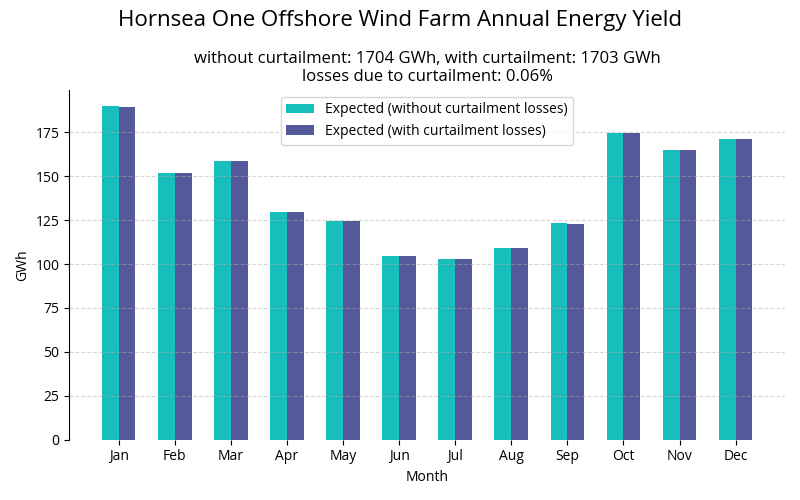 Hornsea One Offshore Wind Farm Annual Energy Yield
without curtailment: 1704 GWh, with curtailment: 1703 GWh
losses due to curtailment: 0.06%
Expected (without curtailment losses)
Expected (with curtailment losses)
GWh
175
150
125
100
75
50
25
0
Jan Feb Mar Apr May Jun Jul Aug Sep Oct Nov Dec
Month